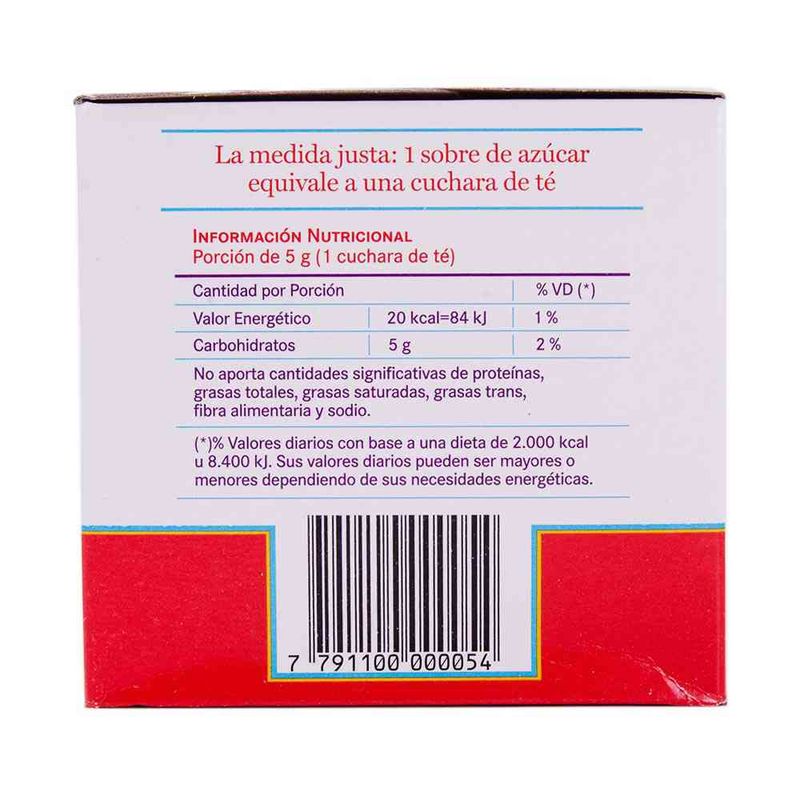 La medida justa: 1 sobre de azúcar
equivale a una cuchara de té
INFORMACIÓN NUTRICIONAL
Porción de 5 g (1 cuchara de té)
Cantidad por Porción % VD (*)
Valor Energético 20 kcal=84 kJ 1 %
Carbohidratos 5 g 2 %
No aporta cantidades significativas de proteínas,
grasas totales, grasas saturadas, grasas trans,
fibra alimentaria y sodio.
(*)% Valores diarios con base a una dieta de 2.000 kcal
u 8.400 kJ. Sus valores diarios pueden ser mayores o
menores dependiendo de sus necesidades energéticas.
7 791100 000054